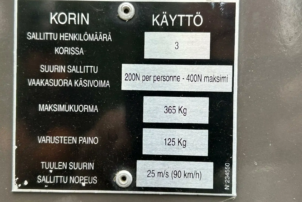 KORIN KÄYTTÖ
SALLITTU HENKILÖMÄÄRÄ
KORISSA
3
SUURIN SALLITTU
VAAKASUORA KÄSIVOIMA
200N per personne - 400N maksimi
MAKSIMUKUORMA
365 Kg
VARUSTEEN PAINO
125 Kg
TUULEN SUURIN
SALLITTU NOPEUS
25 m/s (90 km/h)